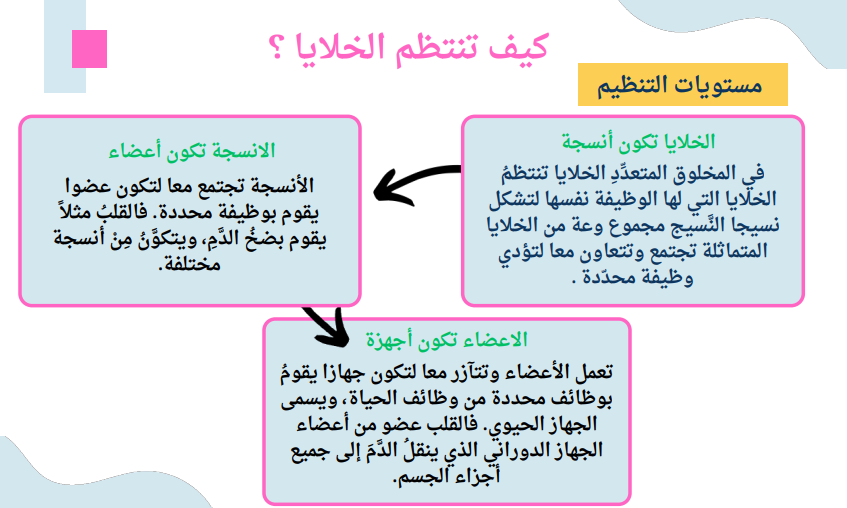 كيف تنتظم الخلايا ؟
مستويات التنظيم
الخلايا تكون أنسجة
في المخلوق المتعدِّدِ الخلايا تنتظمُ
الخلايا التي لها الوظيفة نفسها لتشكل
نسيجا النَّسيج مجموع وعة من الخلايا
المتماثلة تجتمع وتتعاون معا لتؤدي
وظيفة محدّدة .
الانسجة تكون أعضاء
الأنسجة تجتمع معا لتكون عضوا
يقوم بوظيفة محددة. فالقلبُ مثلاً
يقوم بضخُ الدَّمِ، ويتكوَّنُ مِنْ أنسجة
مختلفة.
الاعضاء تكون أجهزة
تعمل الأعضاء وتتآزر معا لتكون جهازا يقومُ
بوظائف محددة من وظائف الحياة، ويسمى
الجهاز الحيوي. فالقلب عضو من أعضاء
الجهاز الدوراني الذي ينقلُ الدَّمَ إلى جميع
أجزاء الجسم.